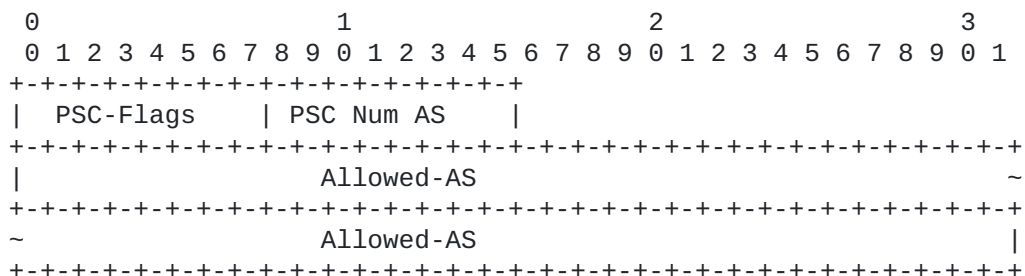 0                   1                   2                   3
 0 1 2 3 4 5 6 7 8 9 0 1 2 3 4 5 6 7 8 9 0 1 2 3 4 5 6 7 8 9 0 1
+-+-+-+-+-+-+-+-+-+-+-+-+-+-+-+-+
|  PSC-Flags    | PSC Num AS    |
+-+-+-+-+-+-+-+-+-+-+-+-+-+-+-+-+-+-+-+-+-+-+-+-+-+-+-+-+-+-+-+-+
|                   Allowed-AS                                  ~
+-+-+-+-+-+-+-+-+-+-+-+-+-+-+-+-+-+-+-+-+-+-+-+-+-+-+-+-+-+-+-+-+
~                   Allowed-AS                                  |
+-+-+-+-+-+-+-+-+-+-+-+-+-+-+-+-+-+-+-+-+-+-+-+-+-+-+-+-+-+-+-+-+